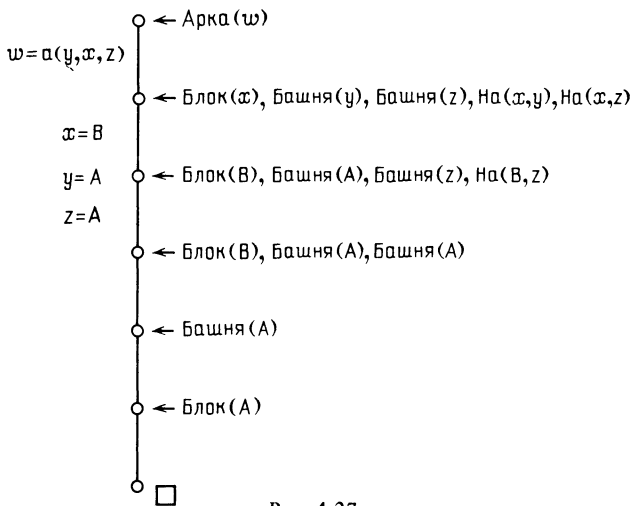 ← Арка(w)
w=a(y,x,z)
← Блок(x), Башня(y), Башня(z), На(x,y), На(x,z)
x=B
y=A
← Блок(B), Башня(A), Башня(z), На(B,z)
z=A
← Блок(B), Башня(A), Башня(A)
← Башня(A)
← Блок(A)